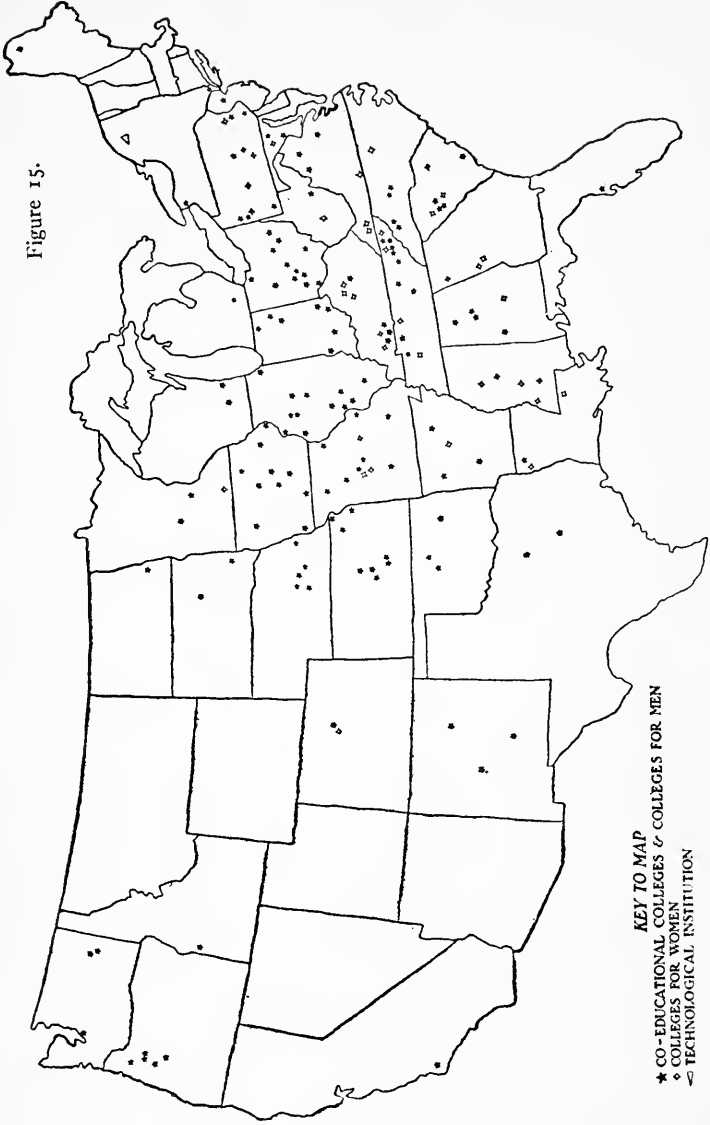 Figure 15.
KEY TO MAP
★ CO-EDUCATIONAL COLLEGES & COLLEGES FOR MEN
⋄ COLLEGES FOR WOMEN
◁ TECHNOLOGICAL INSTITUTION